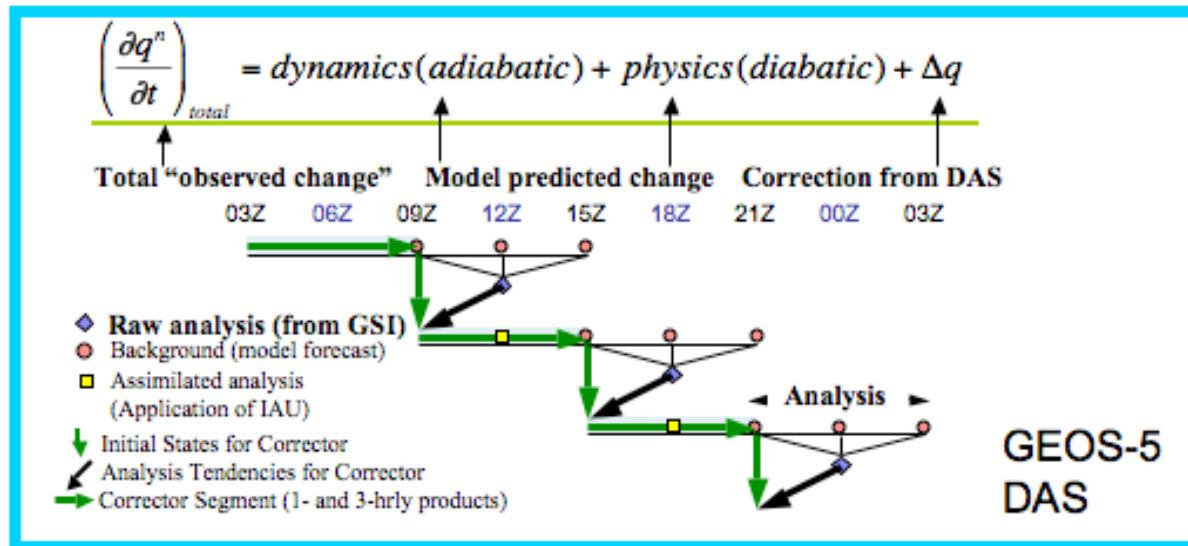 (∂qⁿ/∂t)total = dynamics(adiabatic) + physics(diabatic) + Δq
Total “observed change” Model predicted change Correction from DAS
03Z 06Z 09Z 12Z 15Z 18Z 21Z 00Z 03Z
Raw analysis (from GSI)
Background (model forecast)
Assimilated analysis
(Application of IAU)
Analysis
Initial States for Corrector
Analysis Tendencies for Corrector
Corrector Segment (1- and 3-hrly products)
GEOS-5
DAS